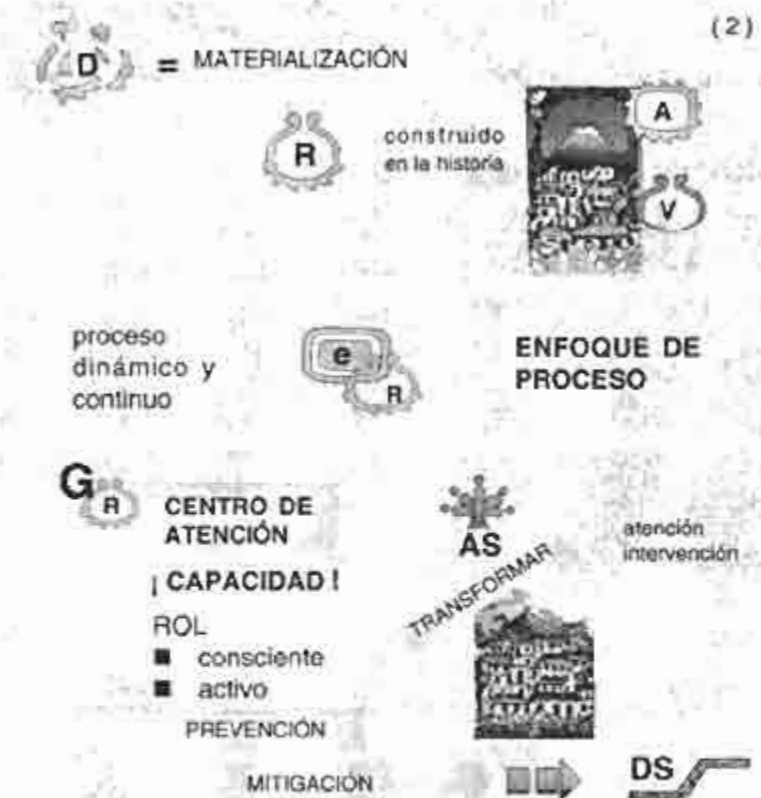 (2)
D = MATERIALIZACIÓN
R
construido
en la historia
A
V
proceso
dinámico y
continuo
e
R
ENFOQUE DE
PROCESO
G
R
CENTRO DE
ATENCIÓN
¡ CAPACIDAD !
ROL
■ consciente
■ activo
PREVENCIÓN
MITIGACIÓN
AS
TRANSFORMAR
atención
intervención
DS